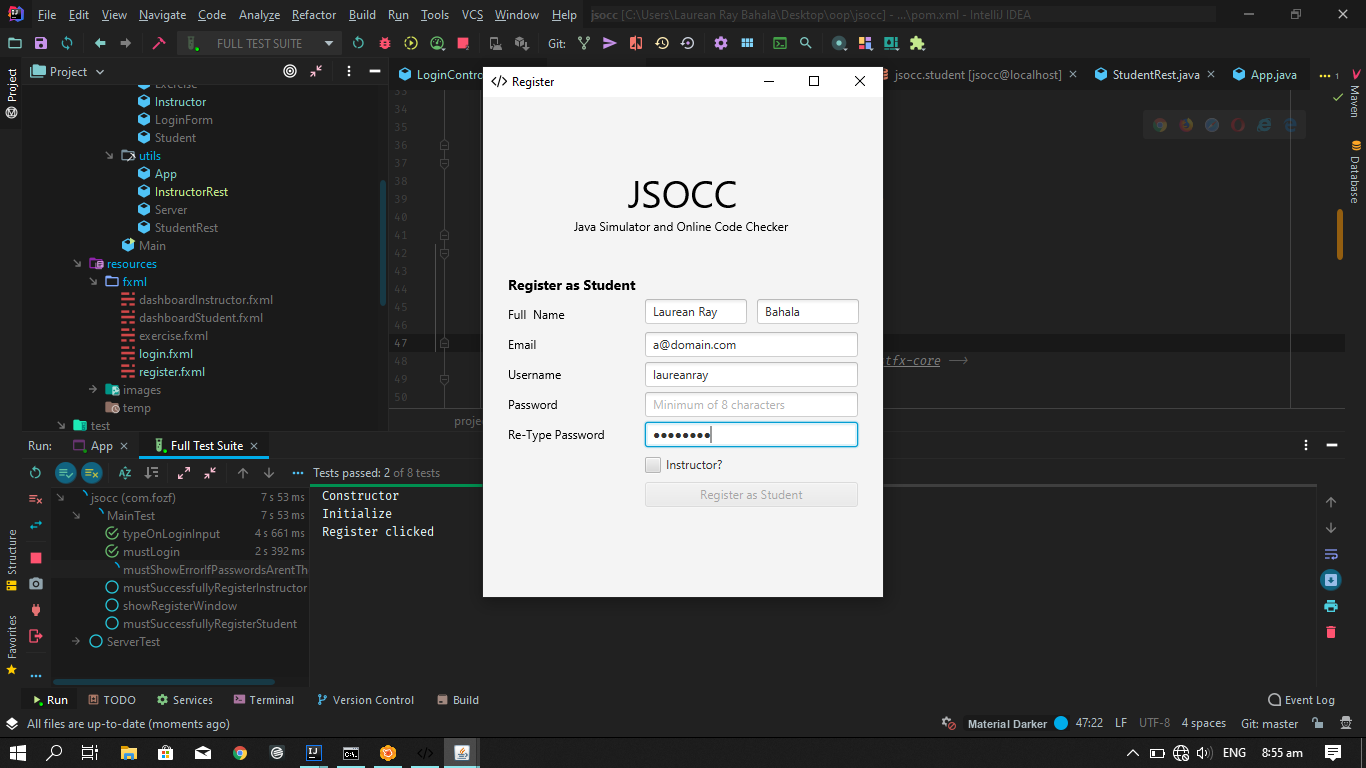 File Edit View Navigate Code Analyze Refactor Build Run Tools VCS Window Help jsocc [C:\Users\Laurean Ray Bahala\Desktop\oop\jsocc] - ...\pom.xml - IntelliJ IDEA
FULL TEST SUITE Git:
Project
LoginContro
jsocc.student [jsocc@localhost] StudentRest.java App.java 1
Project
Exercise
Instructor
LoginForm
Student
utils
App
InstructorRest
Server
StudentRest
Main
resources
fxml
dashboardInstructor.fxml
dashboardStudent.fxml
exercise.fxml
login.fxml
register.fxml
images
temp
test
33
34
35
36
37
38
39
40
41
42
43
44
45
46
47
48
49
50
tfx-core -->
projec
Maven
Database
Register
JSOCC
Java Simulator and Online Code Checker
Register as Student
Full Name Laurean Ray Bahala
Email a@domain.com
Username laureanray
Password Minimum of 8 characters
Re-Type Password ●●●●●●●●
Instructor?
Register as Student
Run: App Full Test Suite
Tests passed: 2 of 8 tests
jsocc (com.fozf) 7 s 53 ms
MainTest 7 s 53 ms
typeOnLoginInput 4 s 661 ms
mustLogin 2 s 392 ms
mustShowErrorIfPasswordsArentTh
mustSuccessfullyRegisterInstructor
showRegisterWindow
mustSuccessfullyRegisterStudent
ServerTest
Constructor
Initialize
Register clicked
Structure
Favorites
Run TODO Services Terminal Version Control Build Event Log
All files are up-to-date (moments ago) Material Darker 47:22 LF UTF-8 4 spaces Git: master
ENG 8:55 am